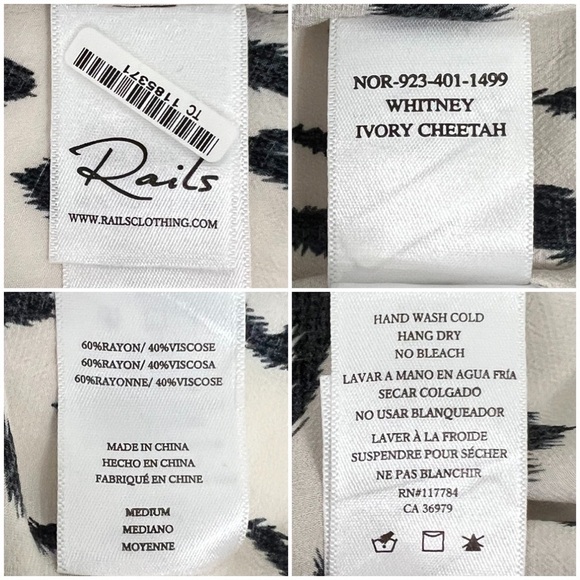 TC 1185371
Rails
WWW.RAILSCLOTHING.COM
NOR-923-401-1499
WHITNEY
IVORY CHEETAH
60%RAYON/ 40%VISCOSE
60%RAYON/ 40%VISCOSA
60%RAYONNE/ 40%VISCOSE
MADE IN CHINA
HECHO EN CHINA
FABRIQUÉ EN CHINE
MEDIUM
MEDIANO
MOYENNE
HAND WASH COLD
HANG DRY
NO BLEACH
LAVAR A MANO EN AGUA FRÍA
SECAR COLGADO
NO USAR BLANQUEADOR
LAVER À LA FROIDE
SUSPENDRE POUR SÉCHER
NE PAS BLANCHIR
RN#117784
CA 36979